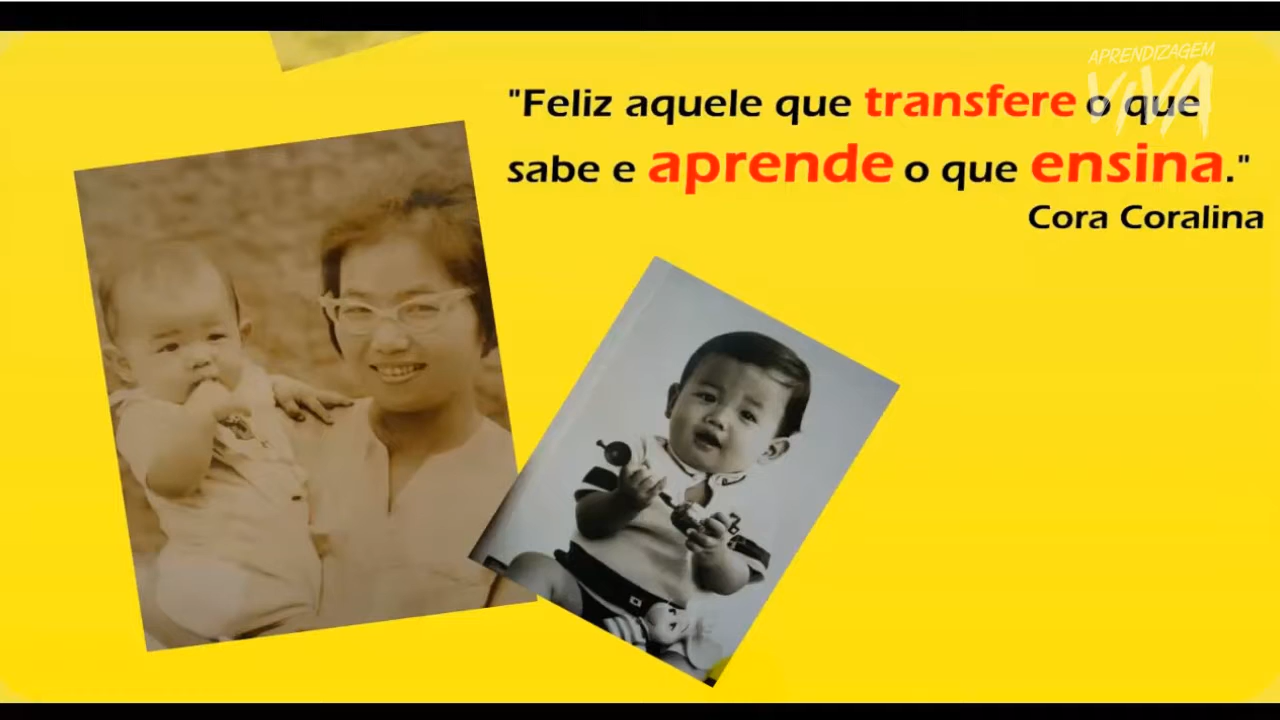 APRENDIZAGEM
VIVA
"Feliz aquele que transfere o que
sabe e aprende o que ensina."
Cora Coralina